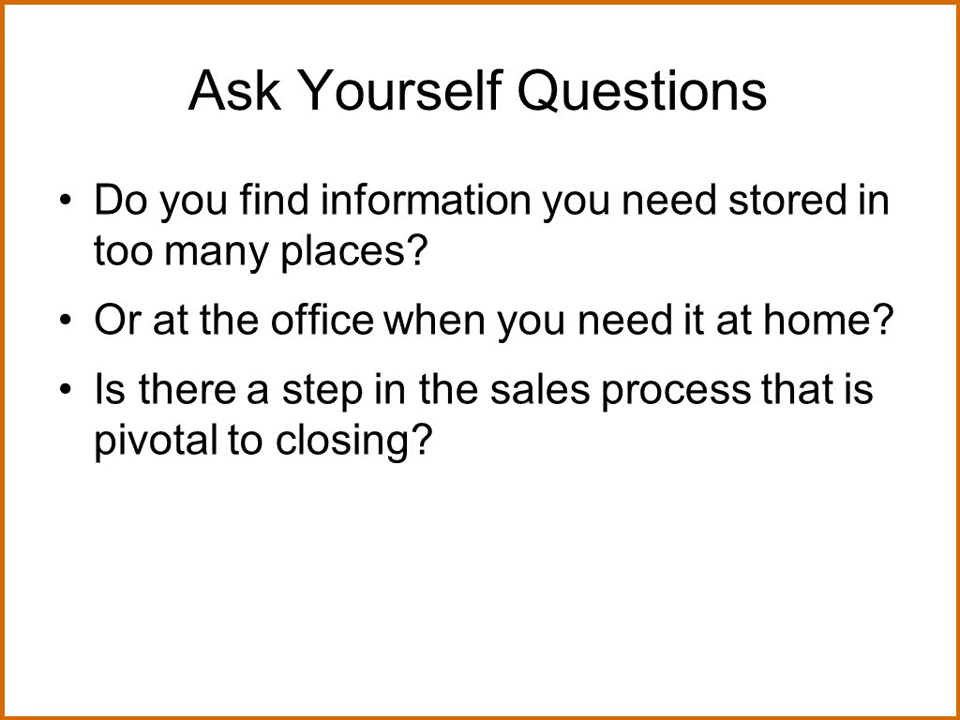 Ask Yourself Questions
• Do you find information you need stored in
too many places?
• Or at the office when you need it at home?
• Is there a step in the sales process that is
pivotal to closing?